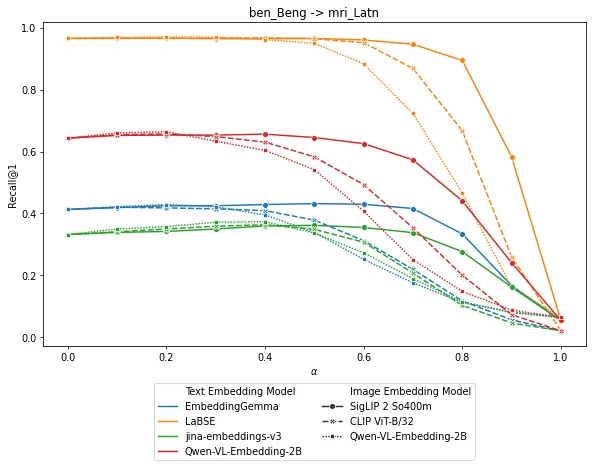 ben_Beng -> mri_Latn
1.0
0.8
0.6
0.4
0.2
0.0
Recall@1
0.0 0.2 0.4 0.6 0.8 1.0
α
Text Embedding Model Image Embedding Model
EmbeddingGemma SigLIP 2 So400m
LaBSE CLIP ViT-B/32
jina-embeddings-v3 Qwen-VL-Embedding-2B
Qwen-VL-Embedding-2B